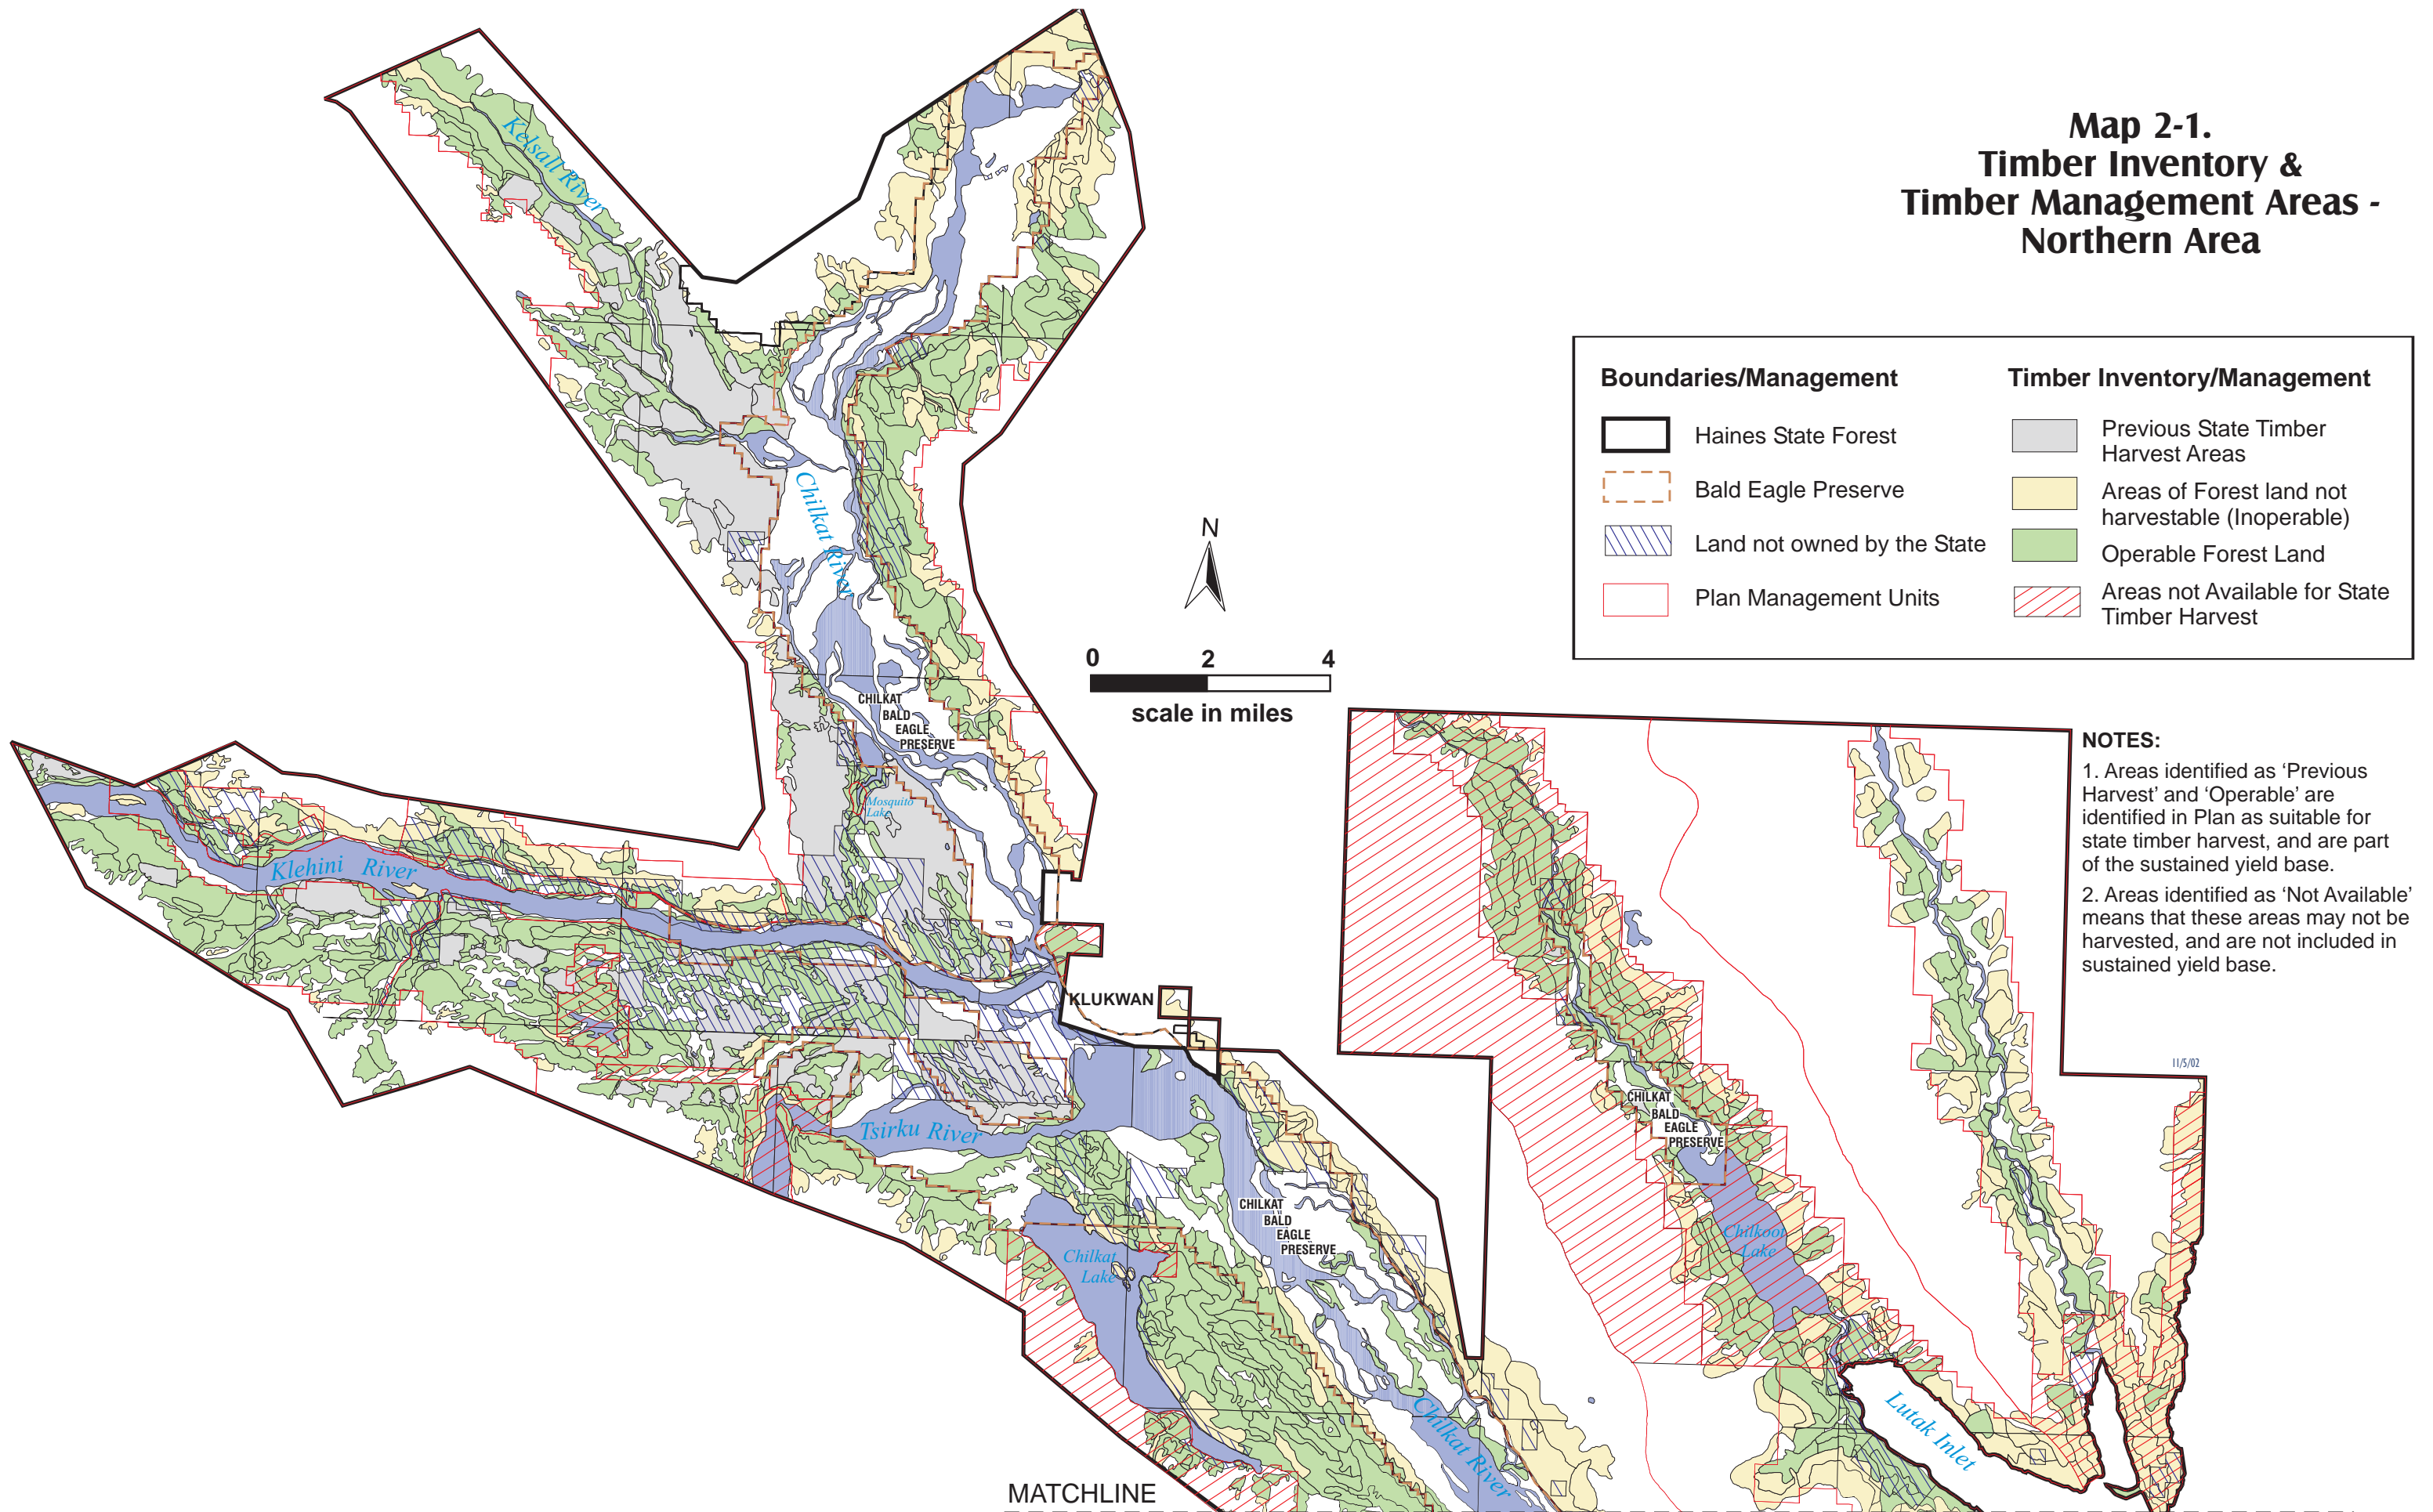 Map 2-1.
Timber Inventory &
Timber Management Areas -
Northern Area
Boundaries/Management
Haines State Forest
Bald Eagle Preserve
Land not owned by the State
Plan Management Units
Timber Inventory/Management
Previous State Timber
Harvest Areas
Areas of Forest land not
harvestable (Inoperable)
Operable Forest Land
Areas not Available for State
Timber Harvest
Kelsall River
Chilkat River
N
0 2 4
scale in miles
CHILKAT
BALD
EAGLE
PRESERVE
Mosquito
Lake
Klehini River
KLUKWAN
Tsirku River
Chilkat
Lake
CHILKAT
BALD
EAGLE
PRESERVE
Chilkat River
CHILKAT
BALD
EAGLE
PRESERVE
Chilkoot
Lake
Lutak Inlet
NOTES:
1. Areas identified as ‘Previous
Harvest’ and ‘Operable’ are
identified in Plan as suitable for
state timber harvest, and are part
of the sustained yield base.
2. Areas identified as ‘Not Available’
means that these areas may not be
harvested, and are not included in
sustained yield base.
11/5/02
MATCHLINE